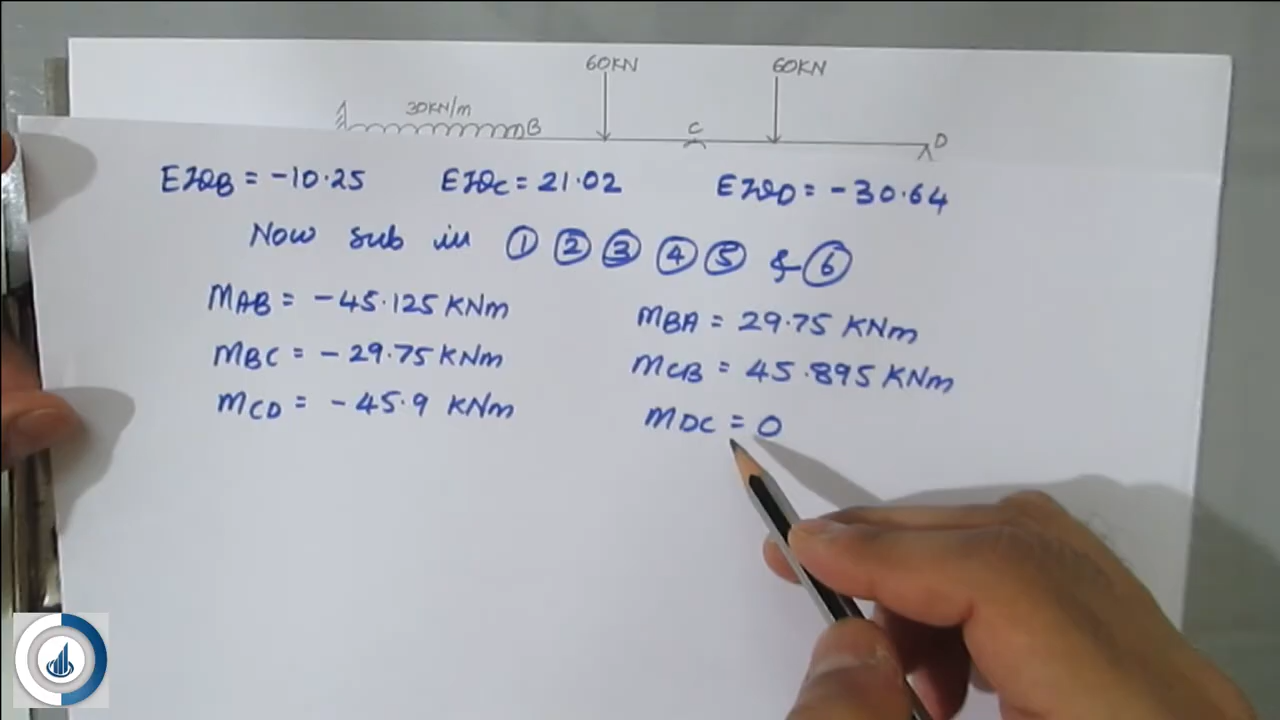 60KN 60KN
30KN/m B C D
EIθB = -10.25 EIθC = 21.02 EIθD = -30.64
Now sub in ① ② ③ ④ ⑤ & ⑥
MAB = -45.125 KNm MBA = 29.75 KNm
MBC = -29.75 KNm MCB = 45.895 KNm
MCD = -45.9 KNm MDC = 0